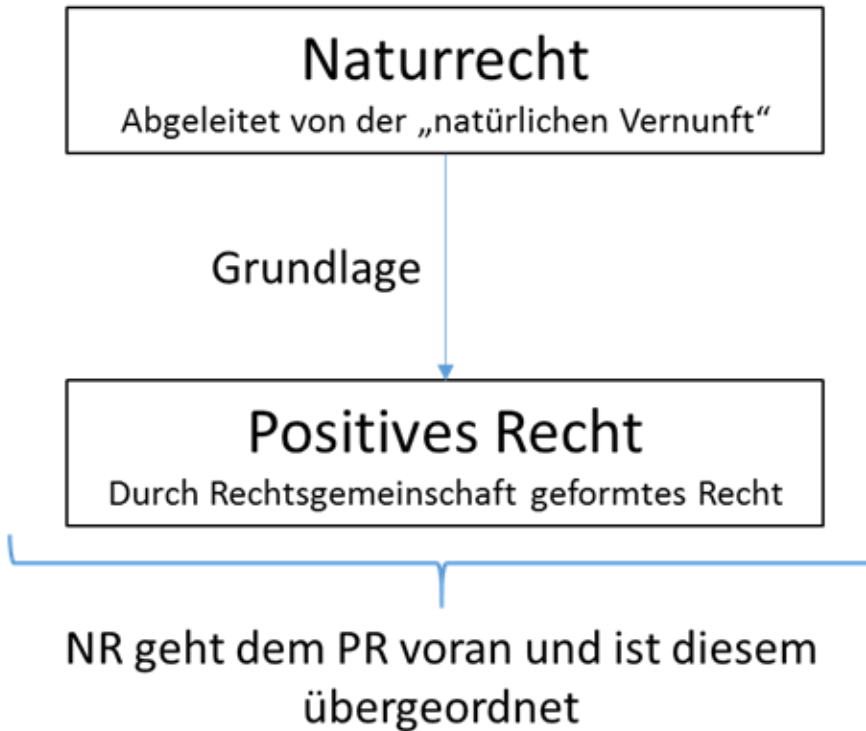 Naturrecht
Abgeleitet von der „natürlichen Vernunft“
Grundlage
Positives Recht
Durch Rechtsgemeinschaft geformtes Recht
NR geht dem PR voran und ist diesem
übergeordnet